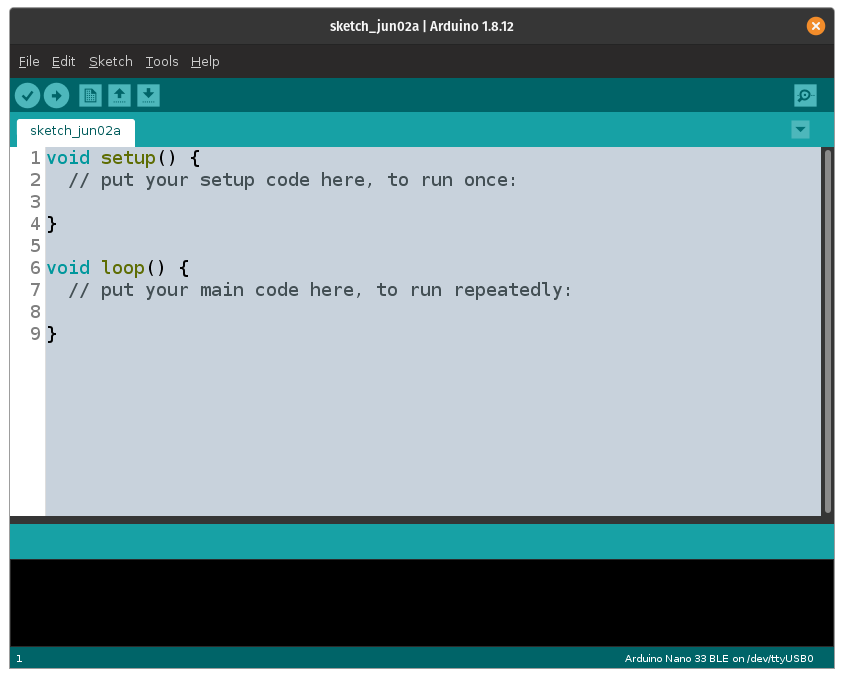 sketch_jun02a | Arduino 1.8.12
File Edit Sketch Tools Help
sketch_jun02a
1 void setup() {
2   // put your setup code here, to run once:
3
4 }
5
6 void loop() {
7   // put your main code here, to run repeatedly:
8
9 }
1 Arduino Nano 33 BLE on /dev/ttyUSB0